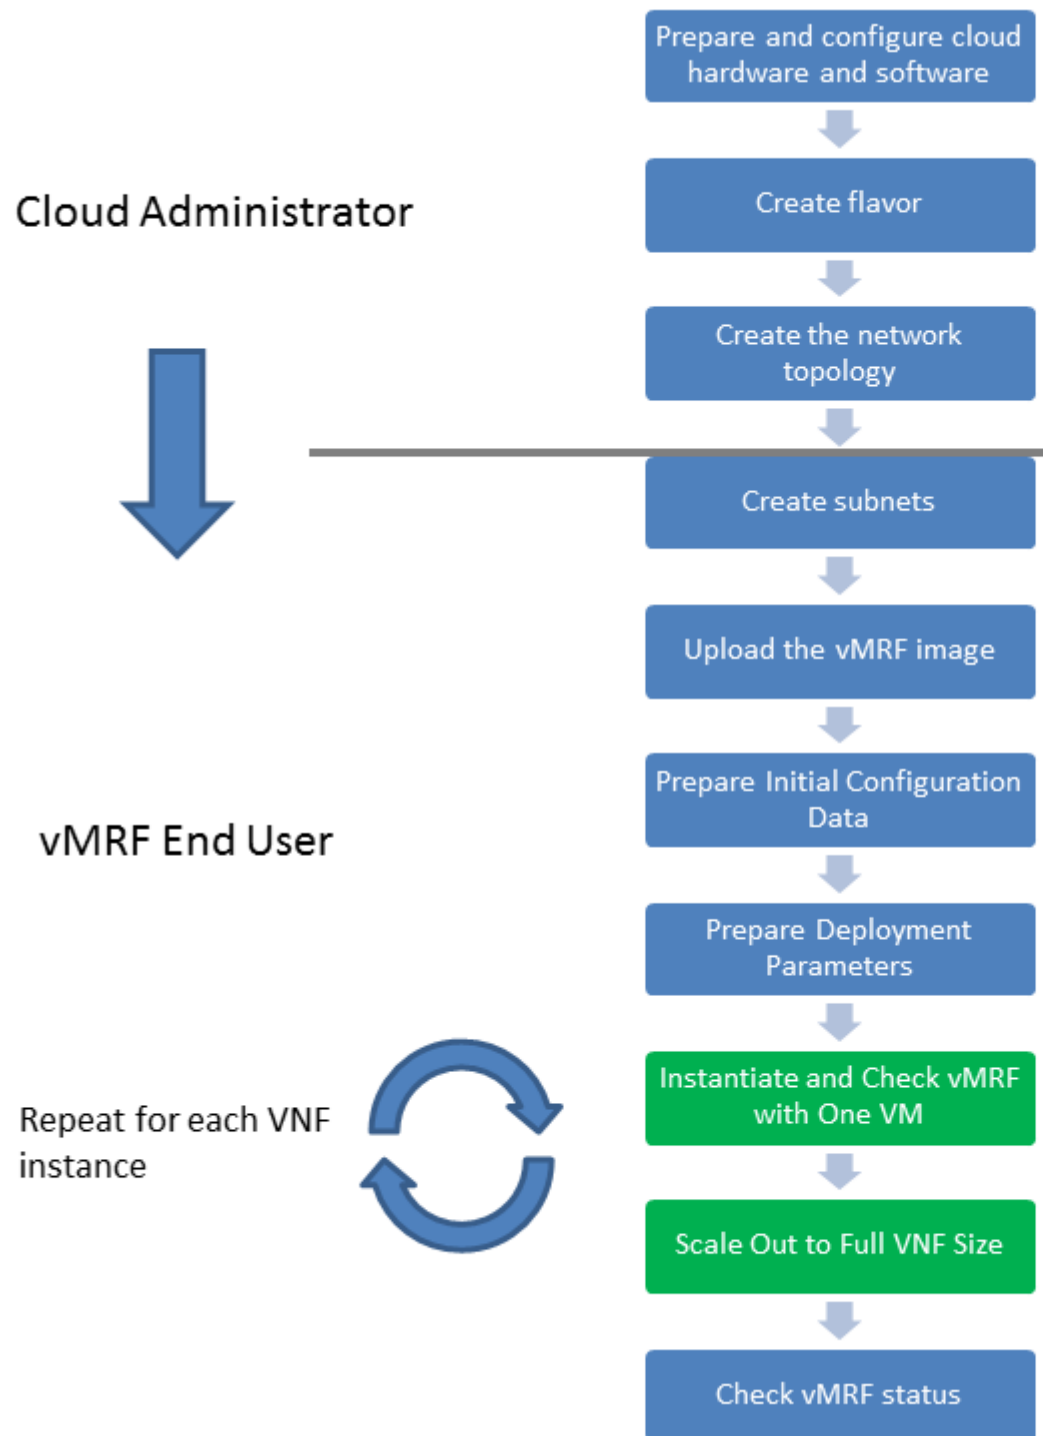 Prepare and configure cloud
hardware and software
Cloud Administrator
Create flavor
Create the network
topology
Create subnets
Upload the vMRF image
Prepare Initial Configuration
Data
vMRF End User
Prepare Deployment
Parameters
Instantiate and Check vMRF
with One VM
Repeat for each VNF
instance
Scale Out to Full VNF Size
Check vMRF status